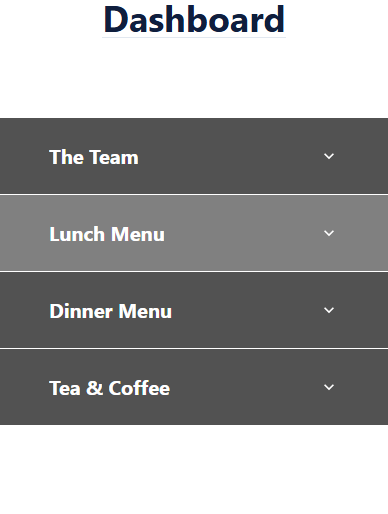 Dashboard
The Team
Lunch Menu
Dinner Menu
Tea & Coffee